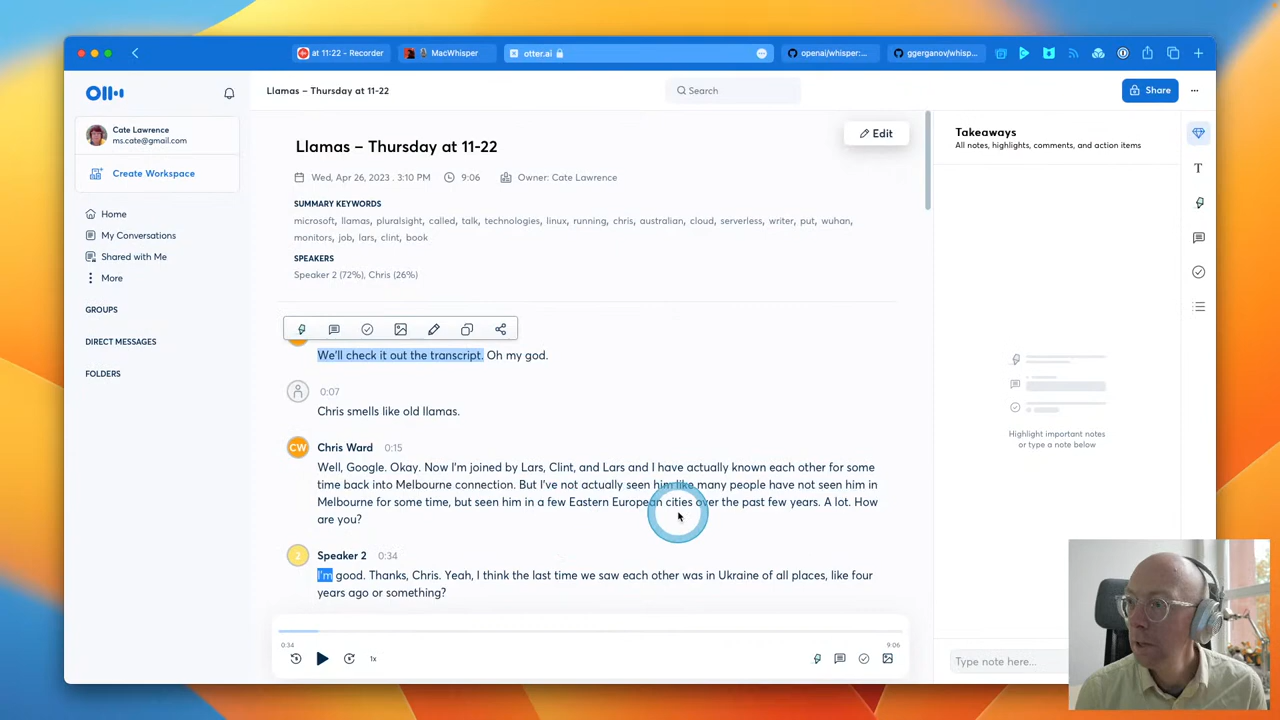 at 11:22 - Recorder
MacWhisper
otter.ai
openai/whisper:...
ggerganov/whisp...
Cate Lawrence
ms.cate@gmail.com
Create Workspace
Home
My Conversations
Shared with Me
More
GROUPS
DIRECT MESSAGES
FOLDERS
Llamas – Thursday at 11-22
Search
Share
Edit
Llamas – Thursday at 11-22
Wed, Apr 26, 2023 . 3:10 PM
9:06
Owner: Cate Lawrence
SUMMARY KEYWORDS
microsoft, llamas, pluralsight, called, talk, technologies, linux, running, chris, australian, cloud, serverless, writer, put, wuhan,
monitors, job, lars, clint, book
SPEAKERS
Speaker 2 (72%), Chris (26%)
We'll check it out the transcript. Oh my god.
0:07
Chris smells like old llamas.
CW
Chris Ward 0:15
Well, Google. Okay. Now I'm joined by Lars, Clint, and Lars and I have actually known each other for some
time back into Melbourne connection. But I've not actually seen him like many people have not seen him in
Melbourne for some time, but seen him in a few Eastern European cities over the past few years. A lot. How
are you?
2
Speaker 2 0:34
I'm good. Thanks, Chris. Yeah, I think the last time we saw each other was in Ukraine of all places, like four
years ago or something?
0:34
9:06
1x
Takeaways
All notes, highlights, comments, and action items
T
Highlight important notes
or type a note below
Type note here...